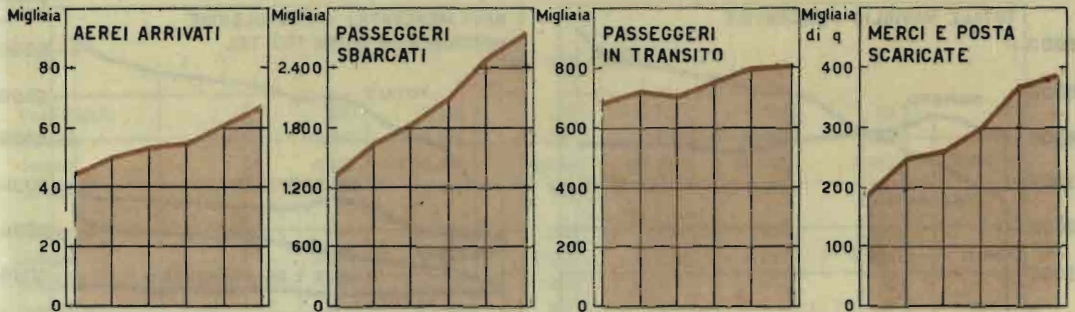 Migliaia
AEREI ARRIVATI
80
60
40
20
0
Migliaia
PASSEGGERI
SBARCATI
2.400
1.800
1.200
600
0
Migliaia
PASSEGGERI
IN TRANSITO
800
600
400
200
0
Migliaia
di q
MERCI E POSTA
SCARICATE
400
300
200
100
0